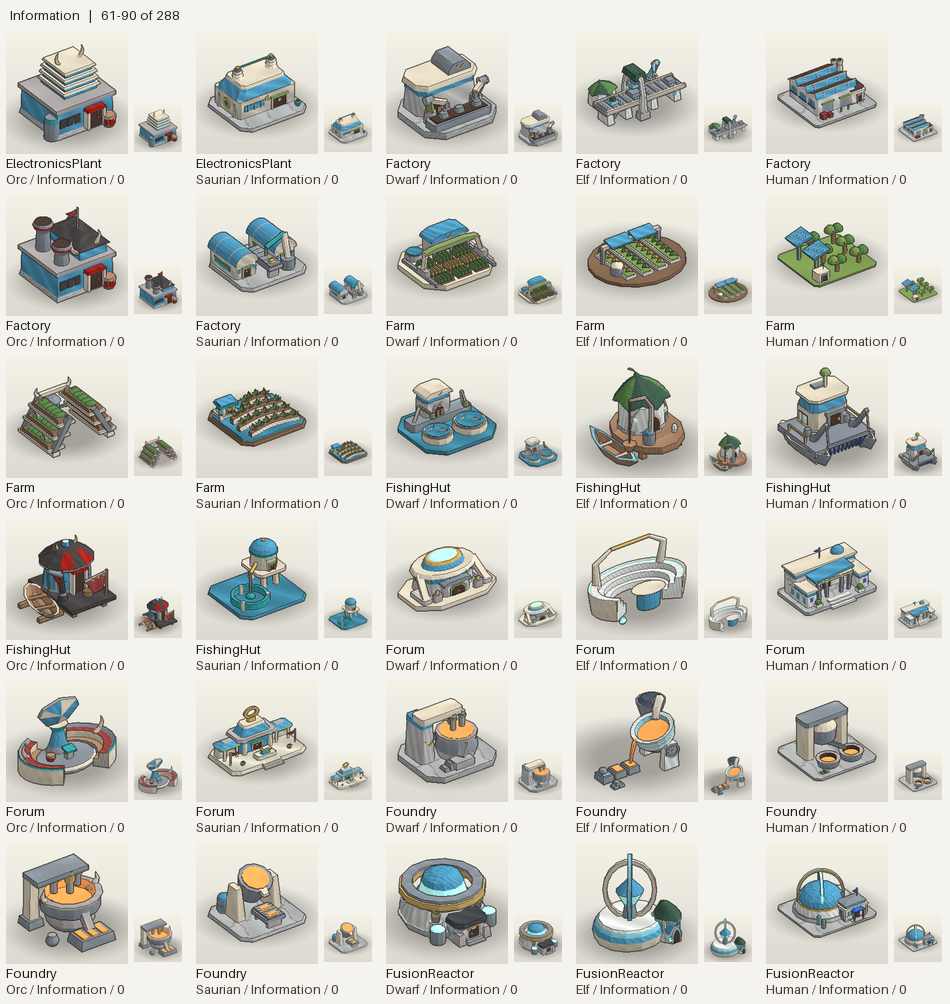 Information | 61-90 of 288
ElectronicsPlant
Orc / Information / 0
ElectronicsPlant
Saurian / Information / 0
Factory
Dwarf / Information / 0
Factory
Elf / Information / 0
Factory
Human / Information / 0
Factory
Orc / Information / 0
Factory
Saurian / Information / 0
Farm
Dwarf / Information / 0
Farm
Elf / Information / 0
Farm
Human / Information / 0
Farm
Orc / Information / 0
Farm
Saurian / Information / 0
FishingHut
Dwarf / Information / 0
FishingHut
Elf / Information / 0
FishingHut
Human / Information / 0
FishingHut
Orc / Information / 0
FishingHut
Saurian / Information / 0
Forum
Dwarf / Information / 0
Forum
Elf / Information / 0
Forum
Human / Information / 0
Forum
Orc / Information / 0
Forum
Saurian / Information / 0
Foundry
Dwarf / Information / 0
Foundry
Elf / Information / 0
Foundry
Human / Information / 0
Foundry
Orc / Information / 0
Foundry
Saurian / Information / 0
FusionReactor
Dwarf / Information / 0
FusionReactor
Elf / Information / 0
FusionReactor
Human / Information / 0